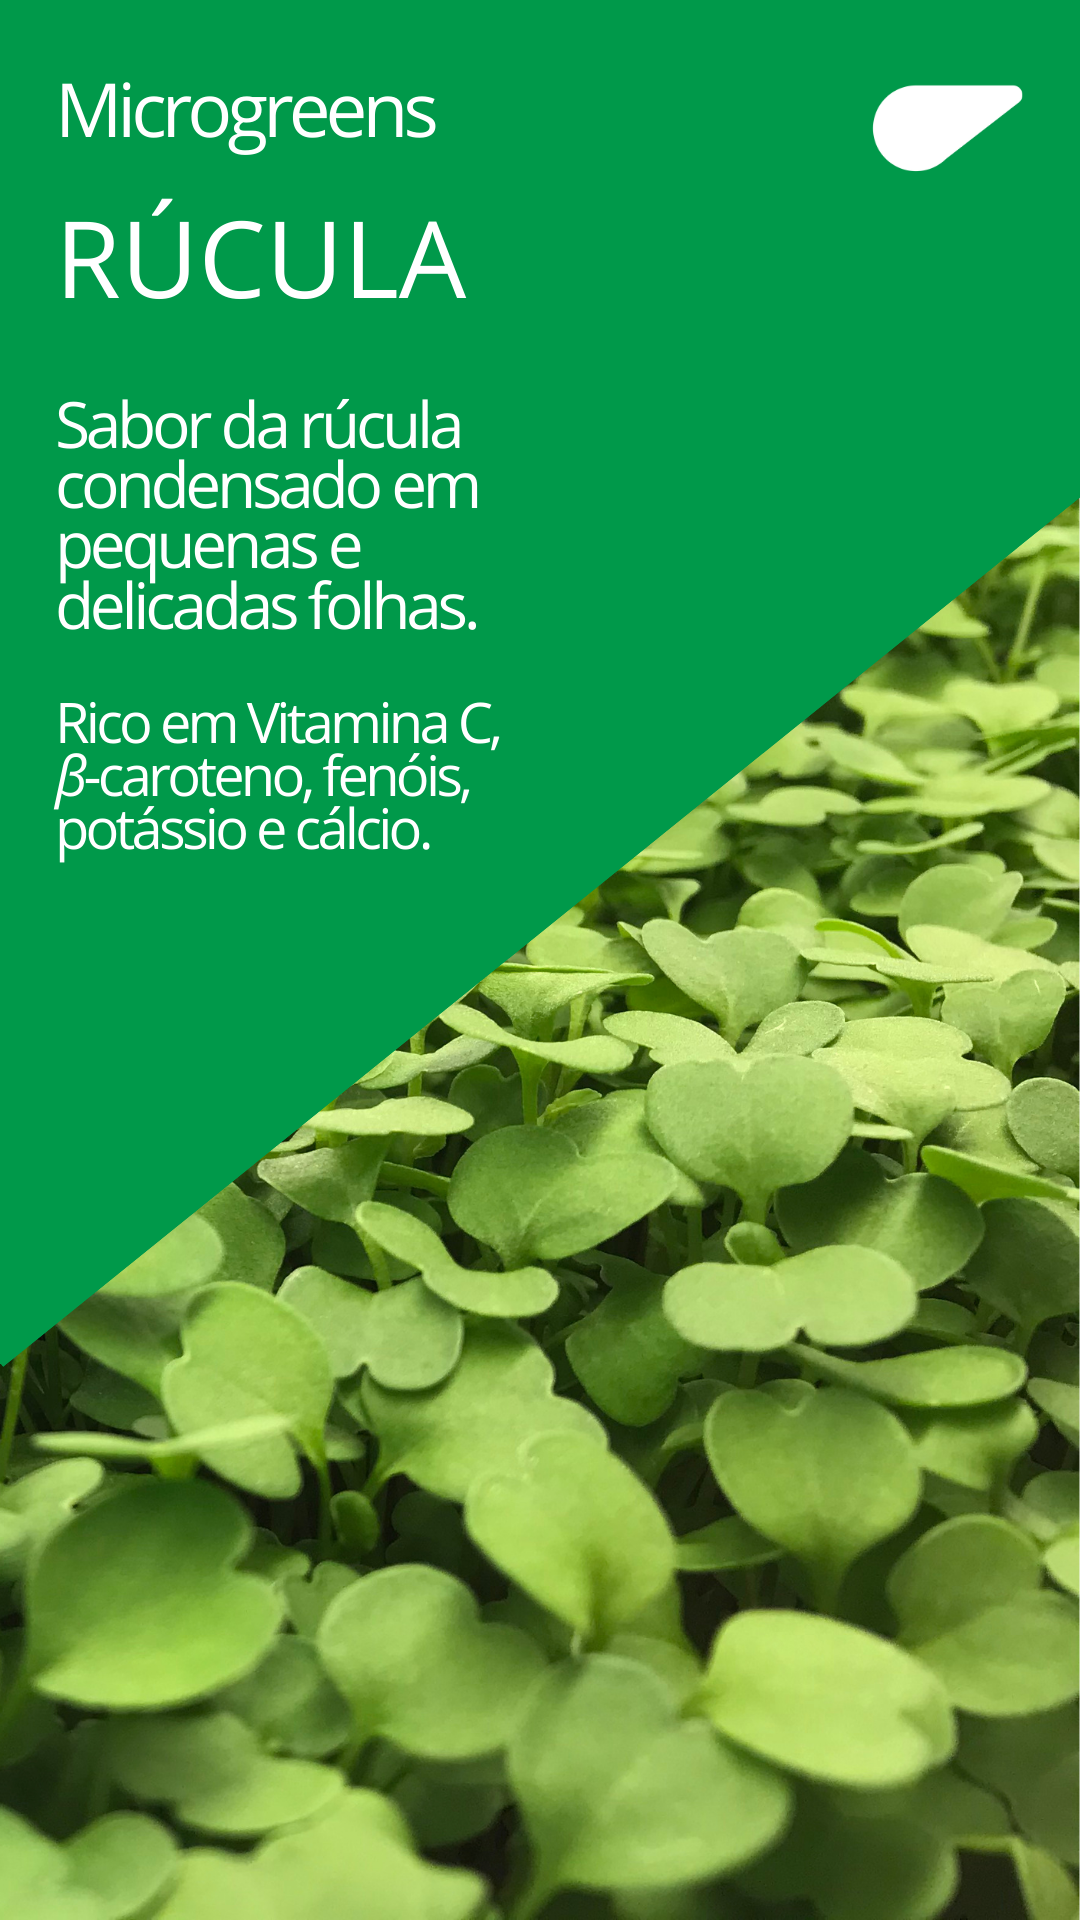 Microgreens
RÚCULA
Sabor da rúcula
condensado em
pequenas e
delicadas folhas.
Rico em Vitamina C,
β-caroteno, fenóis,
potássio e cálcio.